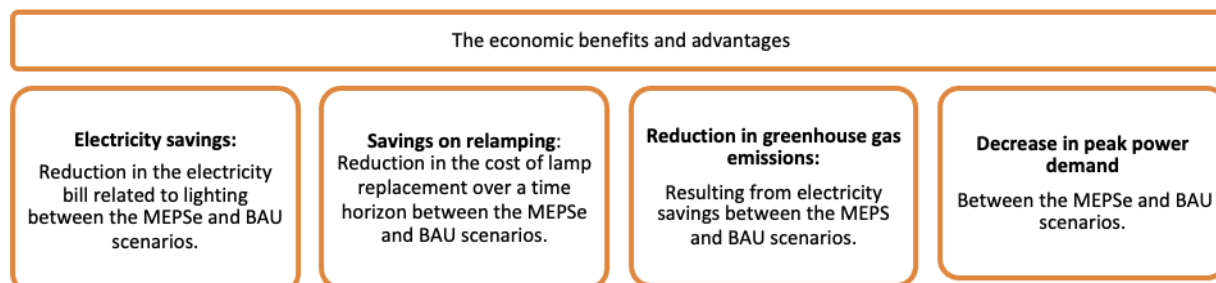 The economic benefits and advantages
Electricity savings:
Reduction in the electricity
bill related to lighting
between the MEPSe and BAU
scenarios.
Savings on relamping:
Reduction in the cost of lamp
replacement over a time
horizon between the MEPSe
and BAU scenarios.
Reduction in greenhouse gas
emissions:
Resulting from electricity
savings between the MEPS
and BAU scenarios.
Decrease in peak power
demand
Between the MEPSe and BAU
scenarios.